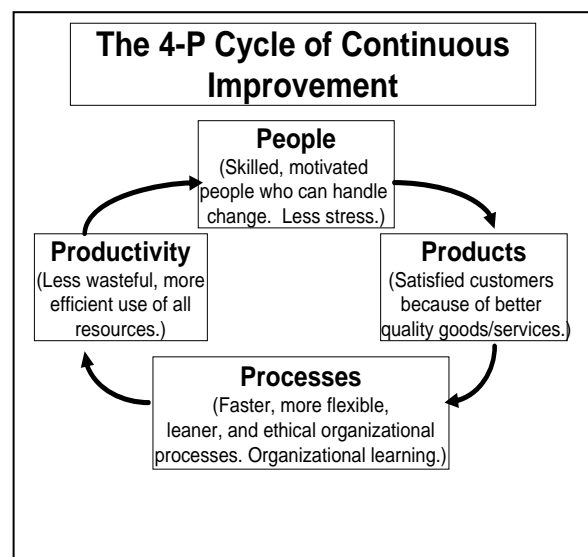 The 4-P Cycle of Continuous
Improvement
People
(Skilled, motivated
people who can handle
change.  Less stress.)
Productivity
(Less wasteful, more
efficient use of all
resources.)
Products
(Satisfied customers
because of better
quality goods/services.)
Processes
(Faster, more flexible,
leaner, and ethical organizational
processes. Organizational learning.)